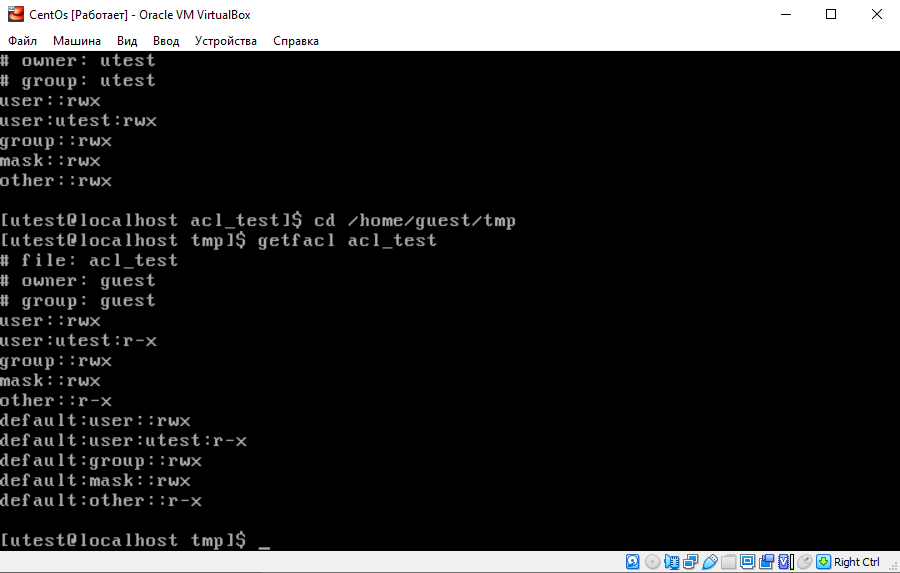 CentOs [Работает] - Oracle VM VirtualBox
Файл Машина Вид Ввод Устройства Справка
# owner: utest
# group: utest
user::rwx
user:utest:rwx
group::rwx
mask::rwx
other::rwx
[utest@localhost acl_test]$ cd /home/guest/tmp
[utest@localhost tmp]$ getfacl acl_test
# file: acl_test
# owner: guest
# group: guest
user::rwx
user:utest:r-x
group::rwx
mask::rwx
other::r-x
default:user::rwx
default:user:utest:r-x
default:group::rwx
default:mask::rwx
default:other::r-x
[utest@localhost tmp]$ _
Right Ctrl